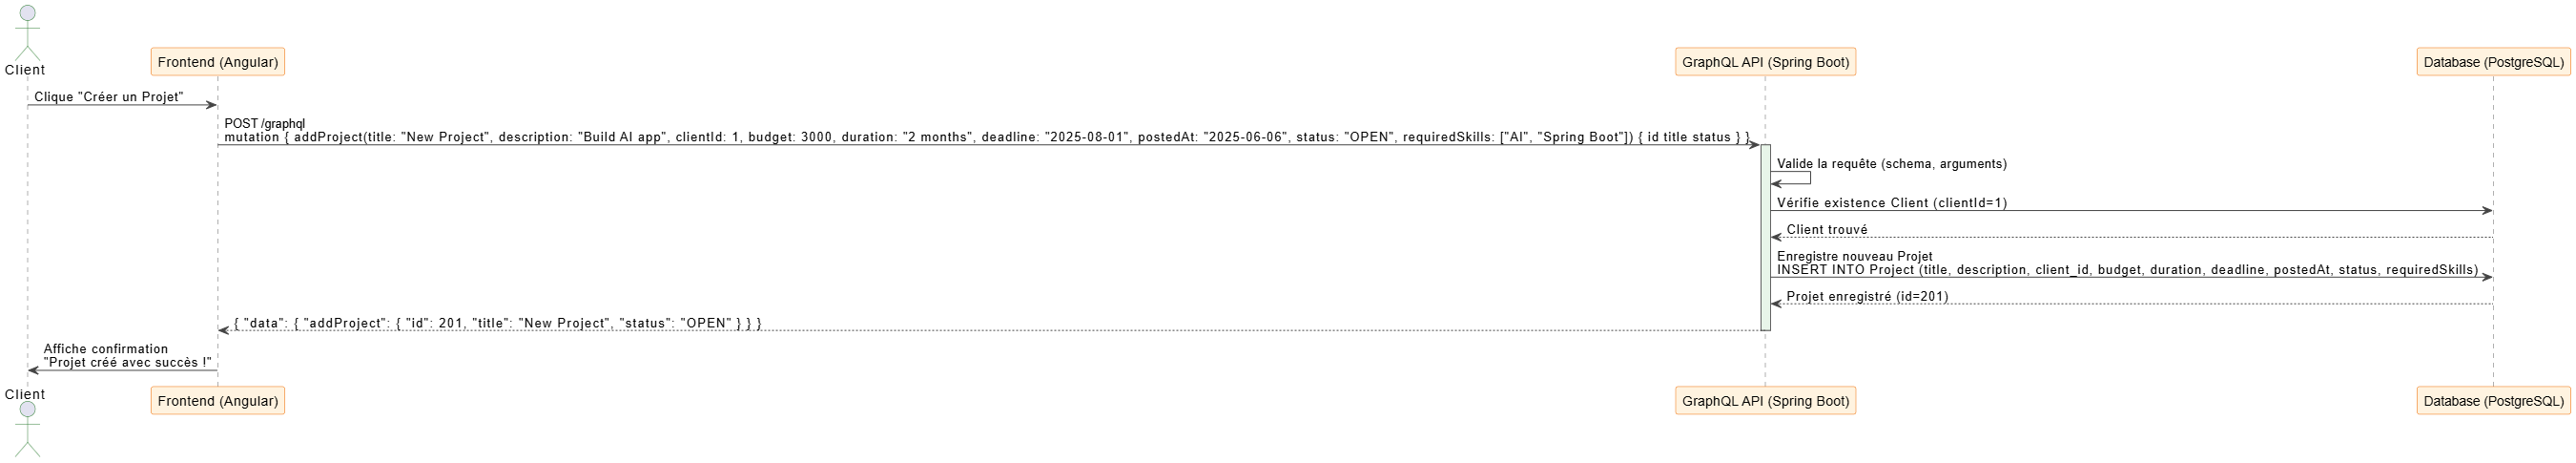 Client
Frontend (Angular)
GraphQL API (Spring Boot)
Database (PostgreSQL)
Clique "Créer un Projet"
POST /graphql
mutation { addProject(title: "New Project", description: "Build AI app", clientId: 1, budget: 3000, duration: "2 months", deadline: "2025-08-01", postedAt: "2025-06-06", status: "OPEN", requiredSkills: ["AI", "Spring Boot"]) { id title status } }
Valide la requête (schema, arguments)
Vérifie existence Client (clientId=1)
Client trouvé
Enregistre nouveau Projet
INSERT INTO Project (title, description, client_id, budget, duration, deadline, postedAt, status, requiredSkills)
Projet enregistré (id=201)
{ "data": { "addProject": { "id": 201, "title": "New Project", "status": "OPEN" } } }
Affiche confirmation
"Projet créé avec succès !"
Client
Frontend (Angular)
GraphQL API (Spring Boot)
Database (PostgreSQL)